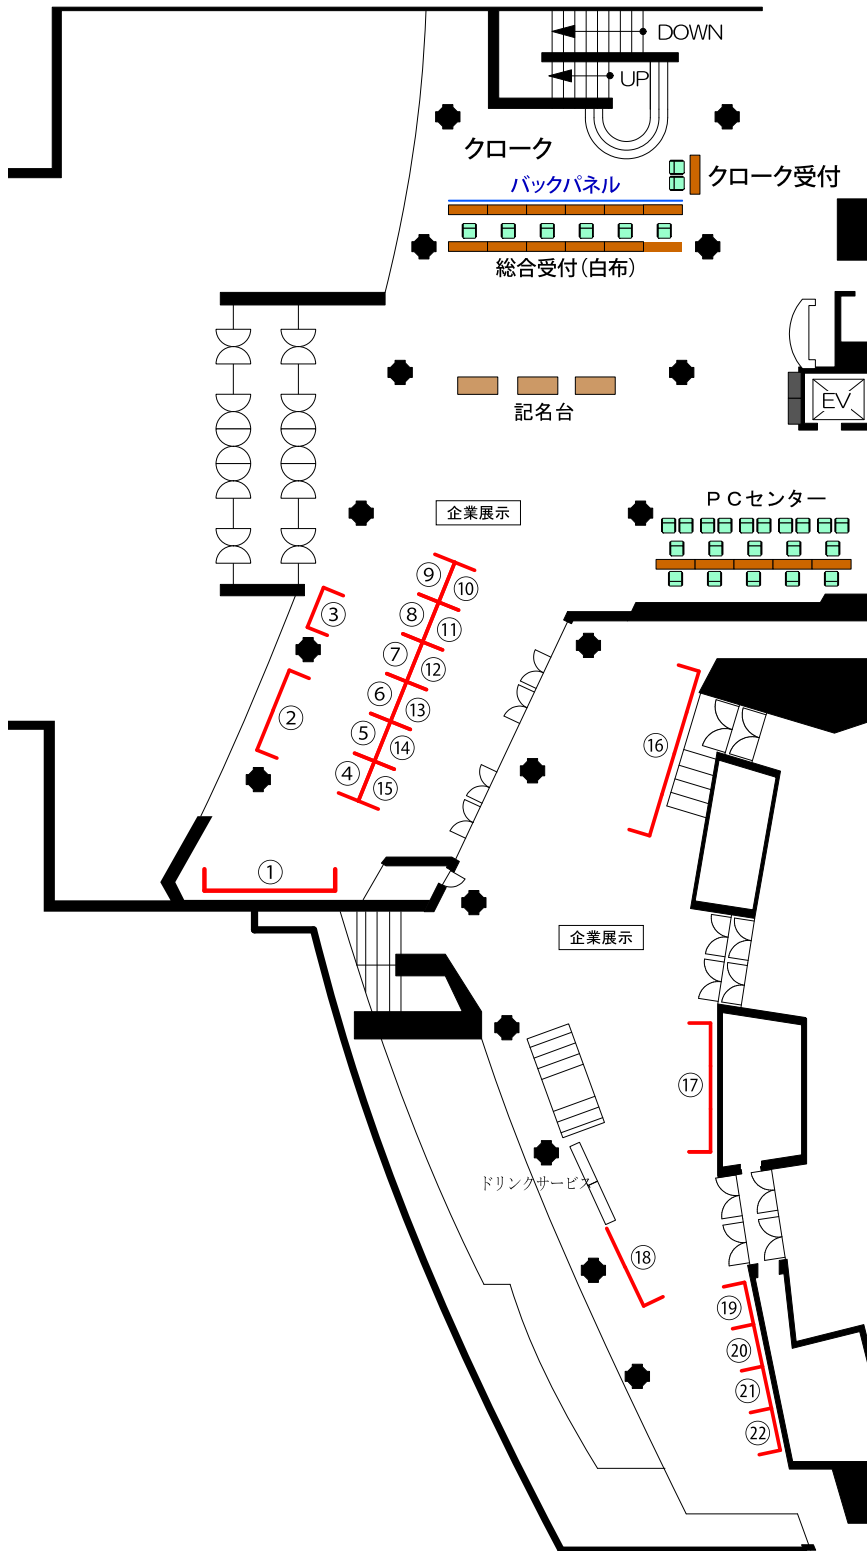 DOWN
UP
クローク
クローク受付
バックパネル
総合受付(白布)
記名台
EV
PCセンター
企業展示
⑨
⑩
③
⑧
⑪
⑦
⑫
②
⑥
⑬
⑤
⑭
④
⑮
⑯
①
企業展示
⑰
ドリンクサービス
⑱
⑲
⑳
㉑
㉒